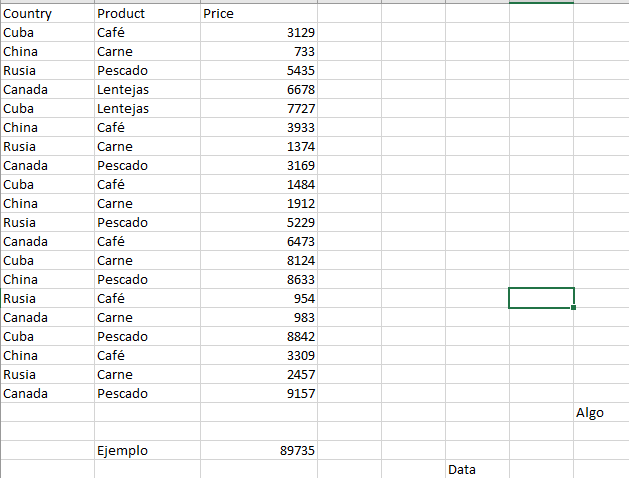 Country Product Price
Cuba Café 3129
China Carne 733
Rusia Pescado 5435
Canada Lentejas 6678
Cuba Lentejas 7727
China Café 3933
Rusia Carne 1374
Canada Pescado 3169
Cuba Café 1484
China Carne 1912
Rusia Pescado 5229
Canada Café 6473
Cuba Carne 8124
China Pescado 8633
Rusia Café 954
Canada Carne 983
Cuba Pescado 8842
China Café 3309
Rusia Carne 2457
Canada Pescado 9157
Algo
Ejemplo 89735
Data